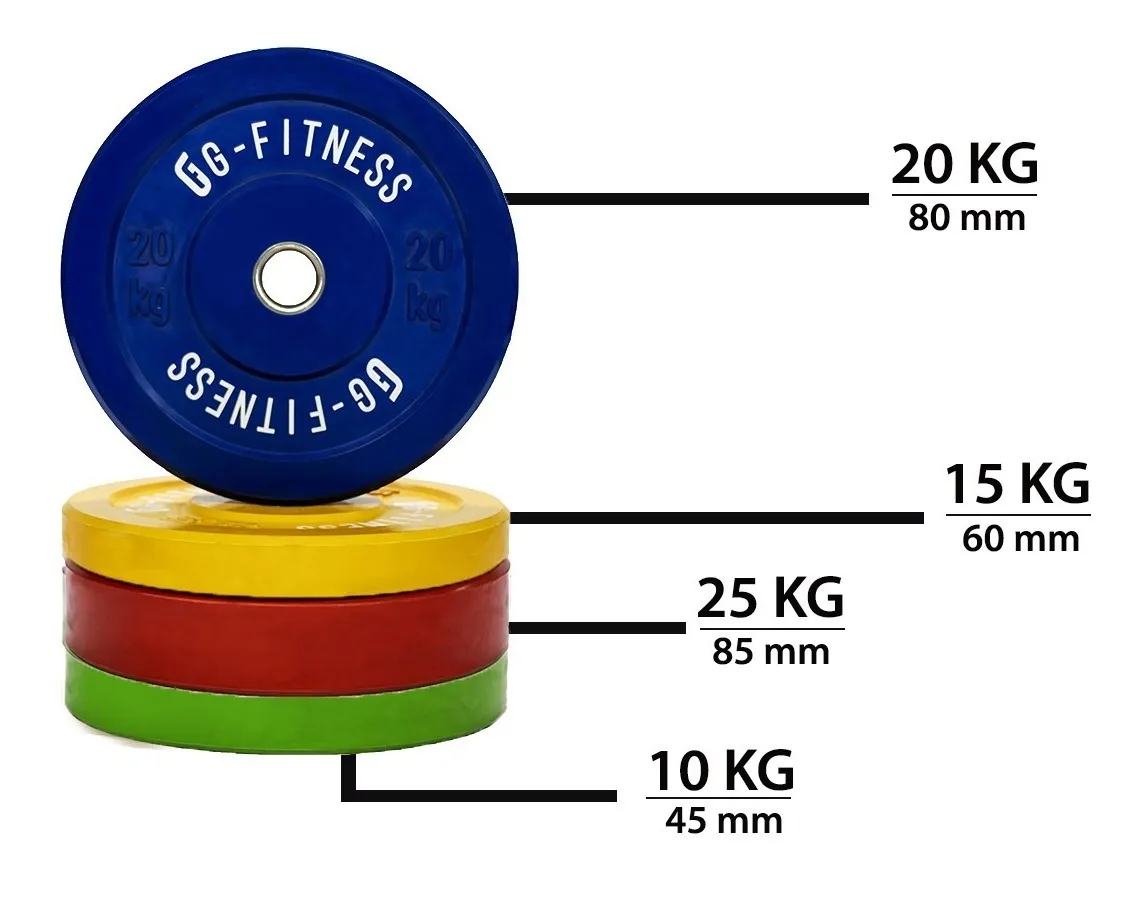 GG-FITNESS
20 kg
20 kg
GG-FITNESS
20 KG
80 mm
15 KG
60 mm
25 KG
85 mm
10 KG
45 mm